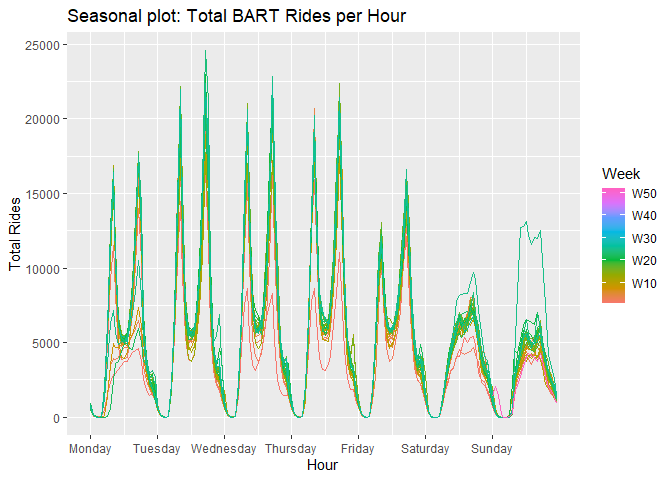 Seasonal plot: Total BART Rides per Hour
25000
20000
15000
10000
5000
0
Total Rides
Monday Tuesday Wednesday Thursday Friday Saturday Sunday
Hour
Week
W50
W40
W30
W20
W10